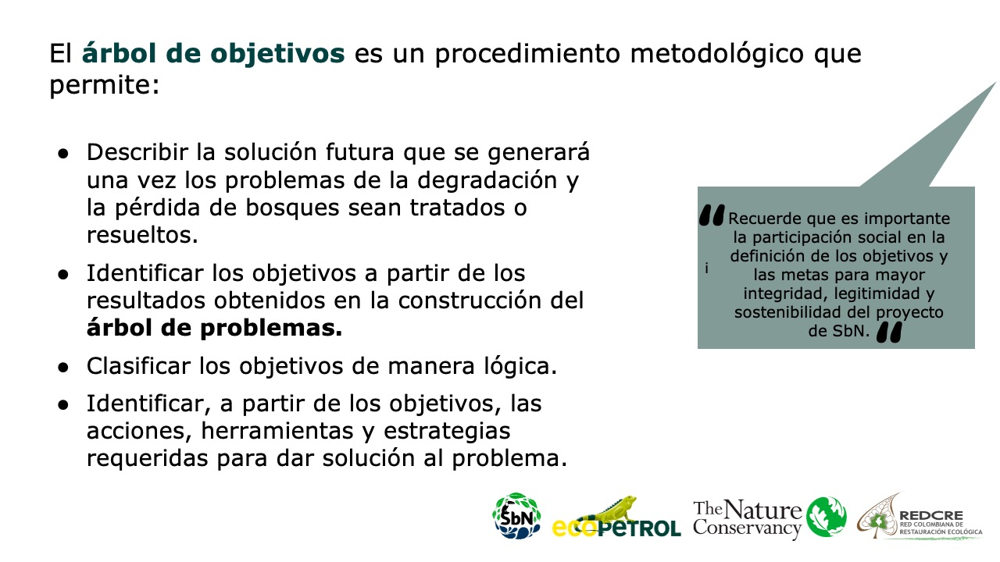 El árbol de objetivos es un procedimiento metodológico que
permite:
● Describir la solución futura que se generará
una vez los problemas de la degradación y
la pérdida de bosques sean tratados o
resueltos.
● Identificar los objetivos a partir de los
resultados obtenidos en la construcción del
árbol de problemas.
● Clasificar los objetivos de manera lógica.
● Identificar, a partir de los objetivos, las
acciones, herramientas y estrategias
requeridas para dar solución al problema.
“ Recuerde que es importante
la participación social en la
definición de los objetivos y
i
las metas para mayor
integridad, legitimidad y
sostenibilidad del proyecto
de SbN. “
SbN
ecoPETROL
The Nature
Conservancy
REDCRE
RED COLOMBIANA DE
RESTAURACIÓN ECOLÓGICA